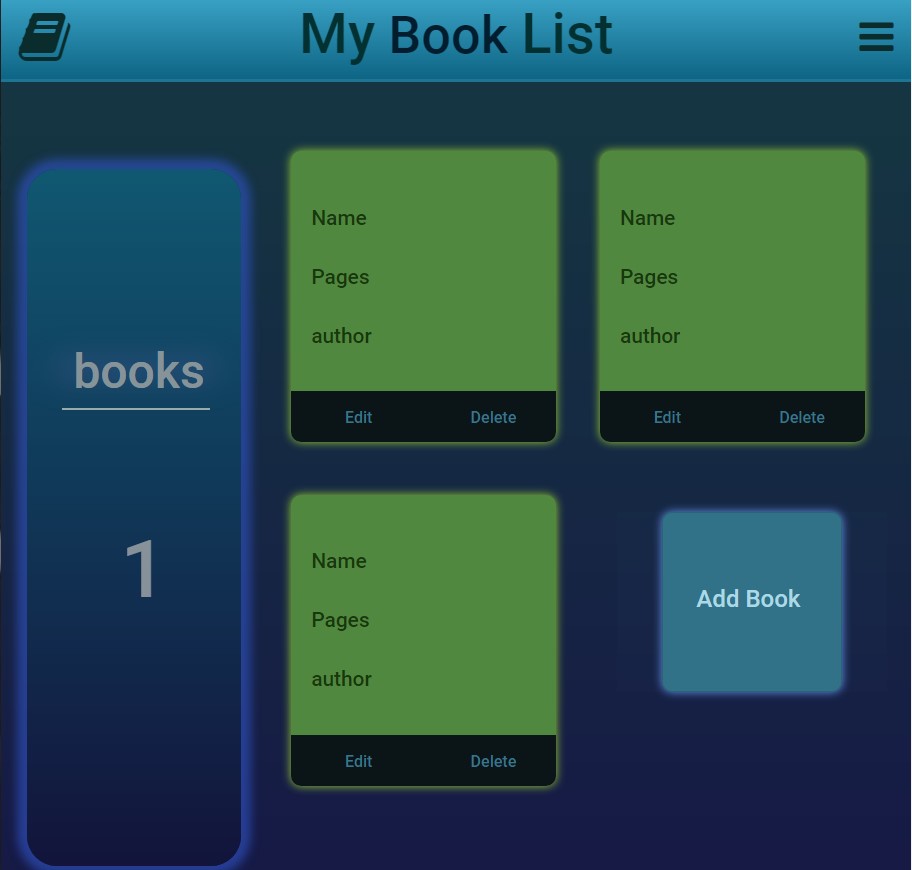 My Book List
books
1
Name
Pages
author
Edit Delete
Name
Pages
author
Edit Delete
Name
Pages
author
Edit Delete
Add Book